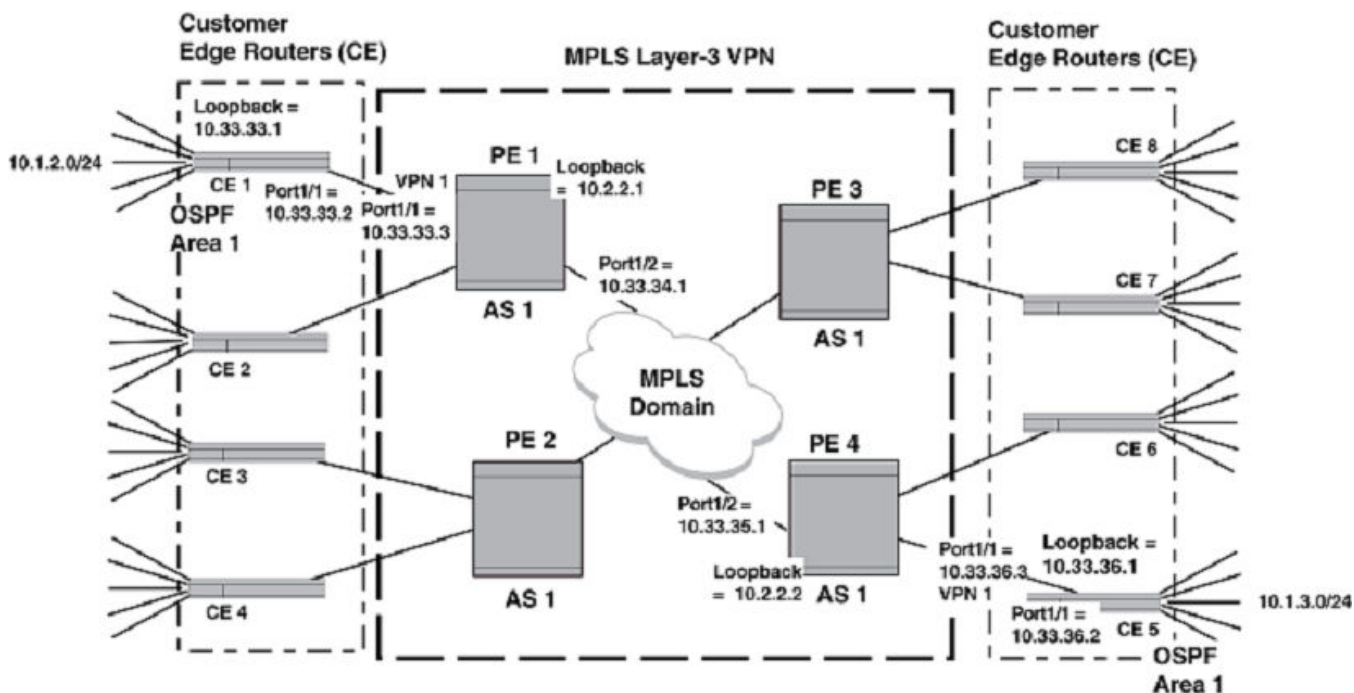 Customer
Edge Routers (CE)
MPLS Layer-3 VPN
Customer
Edge Routers (CE)
Loopback =
10.33.33.1
10.1.2.0/24
CE 1
Port1/1 =
10.33.33.2
OSPF
Area 1
VPN 1
Port1/1 =
10.33.33.3
PE 1
Loopback
= 10.2.2.1
AS 1
Port1/2 =
10.33.34.1
PE 3
AS 1
CE 8
CE 7
CE 2
MPLS
Domain
CE 3
PE 2
AS 1
CE 4
PE 4
Port1/2 =
10.33.35.1
Loopback
= 10.2.2.2
AS 1
CE 6
Port1/1 =
10.33.36.3
VPN 1
Loopback =
10.33.36.1
Port1/1 =
10.33.36.2
CE 5
10.1.3.0/24
OSPF
Area 1